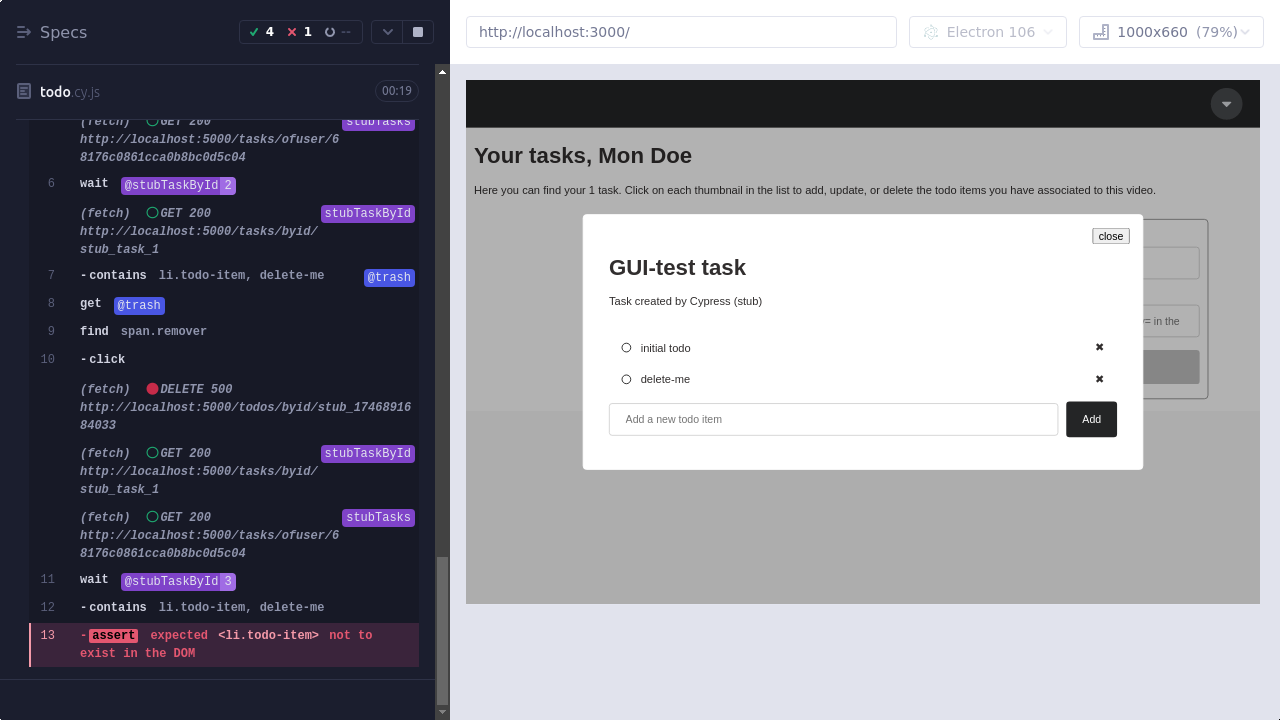 Specs
4 1 --
todo.cy.js
00:19
(fetch) GET 200 stubTasks
http://localhost:5000/tasks/ofuser/6
8176c0861cca0b8bc0d5c04
6 wait @stubTaskById 2
(fetch) GET 200 stubTaskById
http://localhost:5000/tasks/byid/
stub_task_1
7 -contains li.todo-item, delete-me @trash
8 get @trash
9 find span.remover
10 -click
(fetch) DELETE 500
http://localhost:5000/todos/byid/stub_17468916
84033
(fetch) GET 200 stubTaskById
http://localhost:5000/tasks/byid/
stub_task_1
(fetch) GET 200 stubTasks
http://localhost:5000/tasks/ofuser/6
8176c0861cca0b8bc0d5c04
11 wait @stubTaskById 3
12 -contains li.todo-item, delete-me
13 -assert expected <li.todo-item> not to
exist in the DOM
http://localhost:3000/
Electron 106
1000x660 (79%)
Your tasks, Mon Doe
Here you can find your 1 task. Click on each thumbnail in the list to add, update, or delete the todo items you have associated to this video.
close
GUI-test task
Task created by Cypress (stub)
initial todo ✖
delete-me ✖
Add a new todo item
Add
= in the